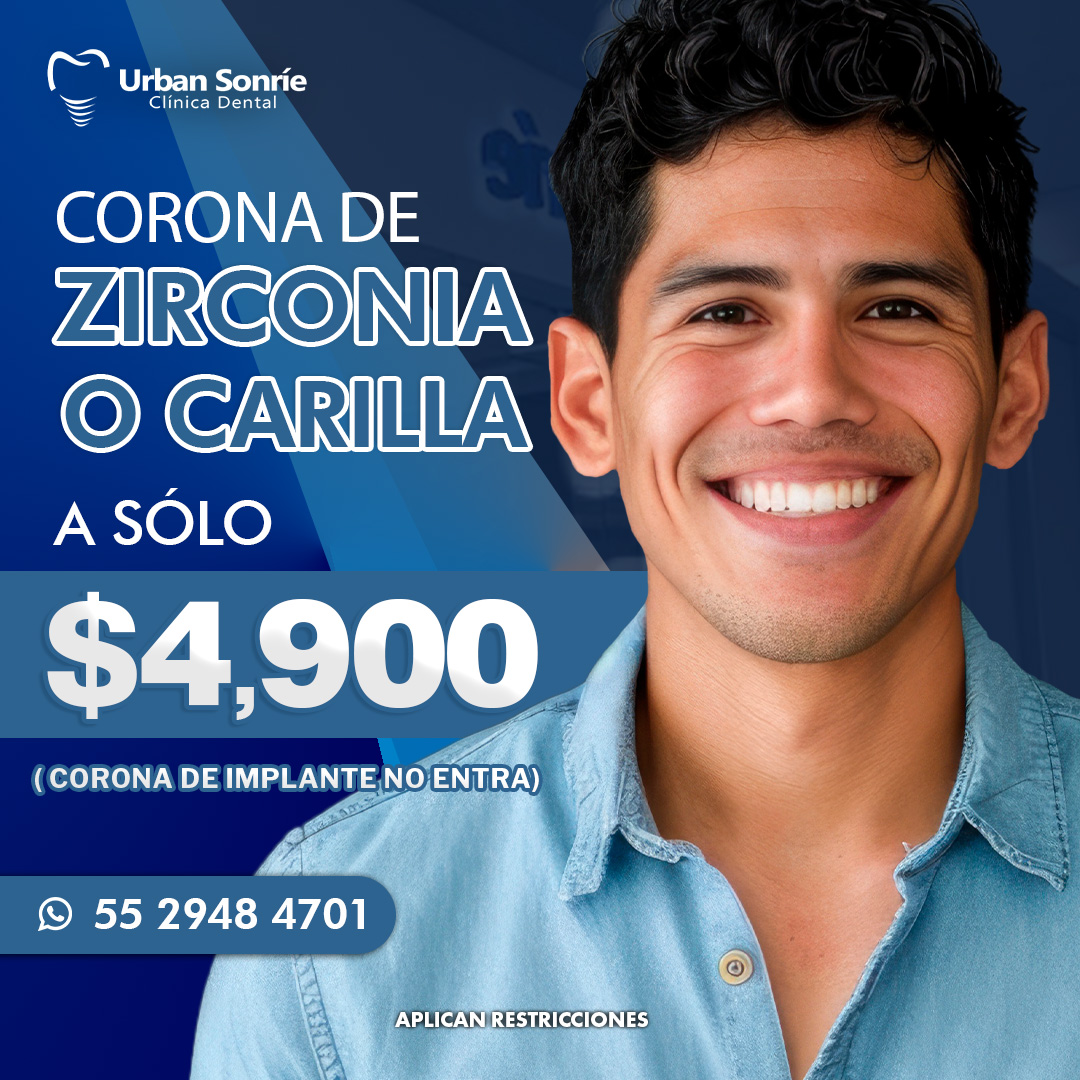 Urban Sonríe
Clínica Dental
CORONA DE
ZIRCONIA
O CARILLA
A SÓLO
$4,900
( CORONA DE IMPLANTE NO ENTRA)
55 2948 4701
APLICAN RESTRICCIONES